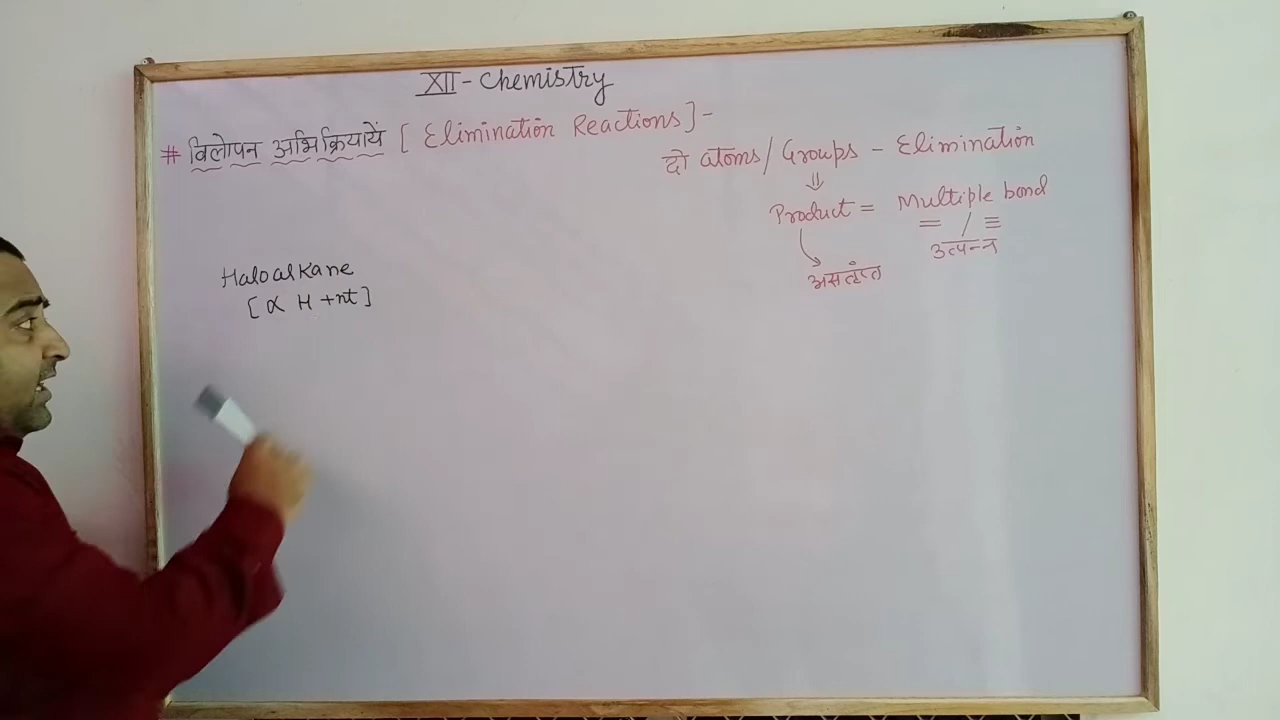 XII - Chemistry
# विलोपन अभिक्रियायें [ Elimination Reactions ] -
दो atoms / Groups - Elimination
⇓
Product = Multiple bond
= / ≡
उत्पन्न
असतृंप्त
Haloalkane
[ α H +nt ]